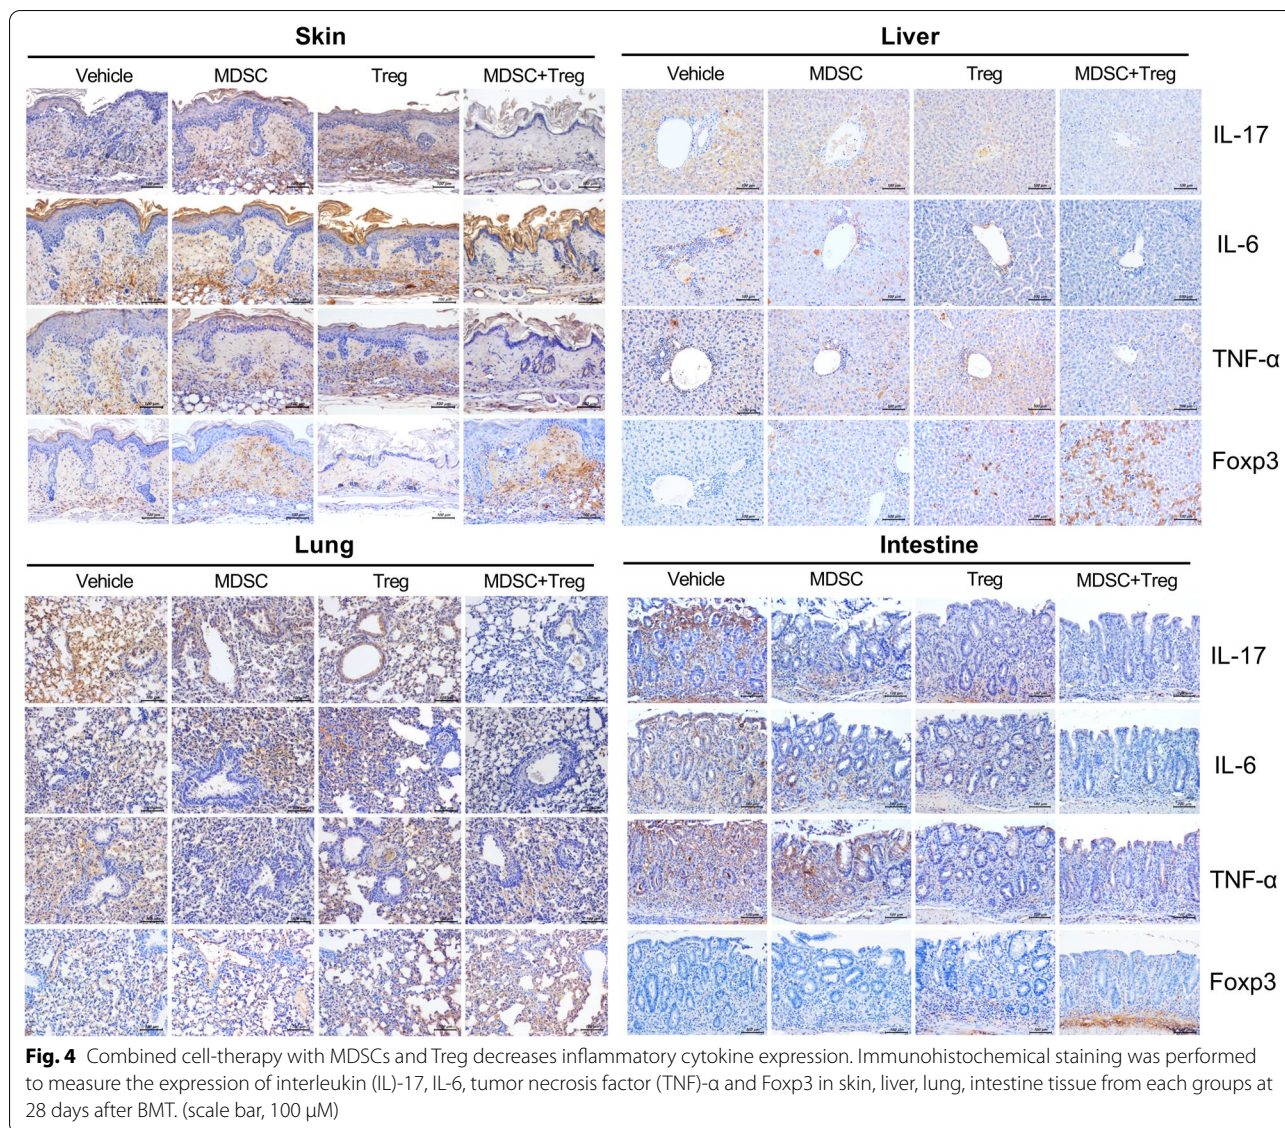 Skin
Vehicle MDSC Treg MDSC+Treg
Liver
Vehicle MDSC Treg MDSC+Treg
IL-17
IL-6
TNF-α
Foxp3
Lung
Vehicle MDSC Treg MDSC+Treg
Intestine
Vehicle MDSC Treg MDSC+Treg
IL-17
IL-6
TNF-α
Foxp3
Fig. 4 Combined cell-therapy with MDSCs and Treg decreases inflammatory cytokine expression. Immunohistochemical staining was performed
to measure the expression of interleukin (IL)-17, IL-6, tumor necrosis factor (TNF)-α and Foxp3 in skin, liver, lung, intestine tissue from each groups at
28 days after BMT. (scale bar, 100 μM)